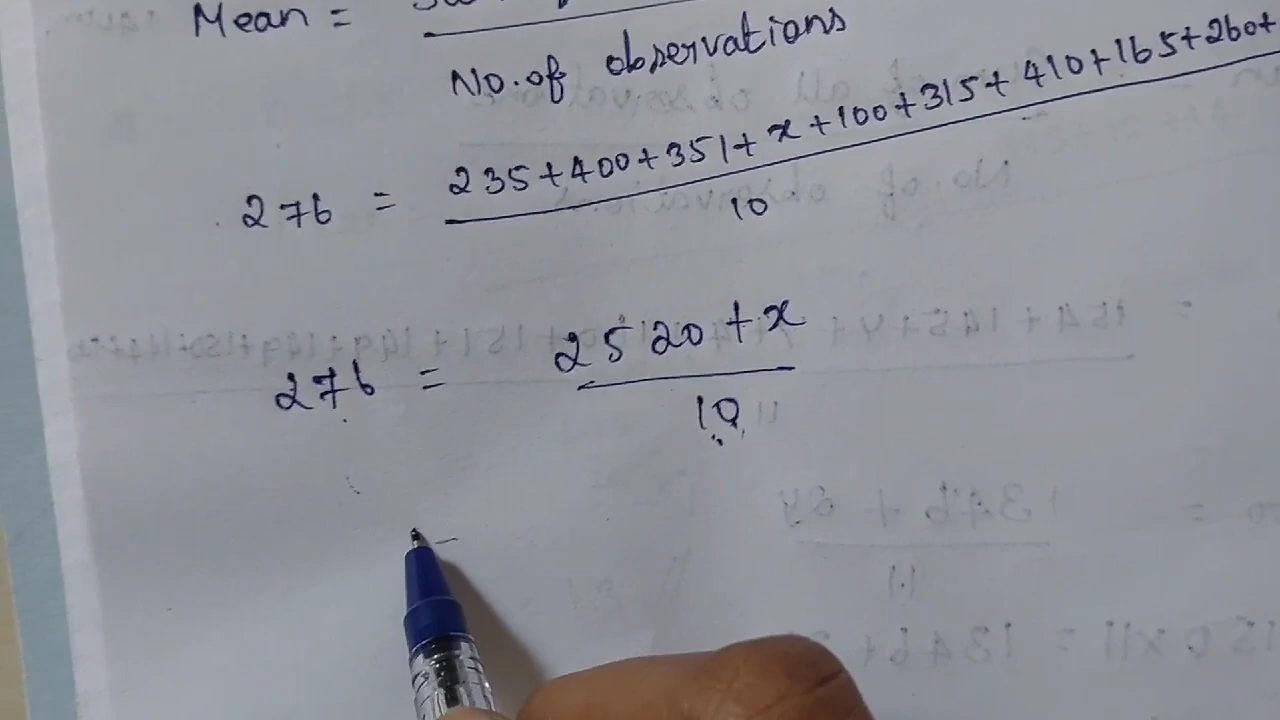 Mean =
No. of observations
276 = 235+400+351+x+100+315+410+165+260+
10
276 = 2520+x
10